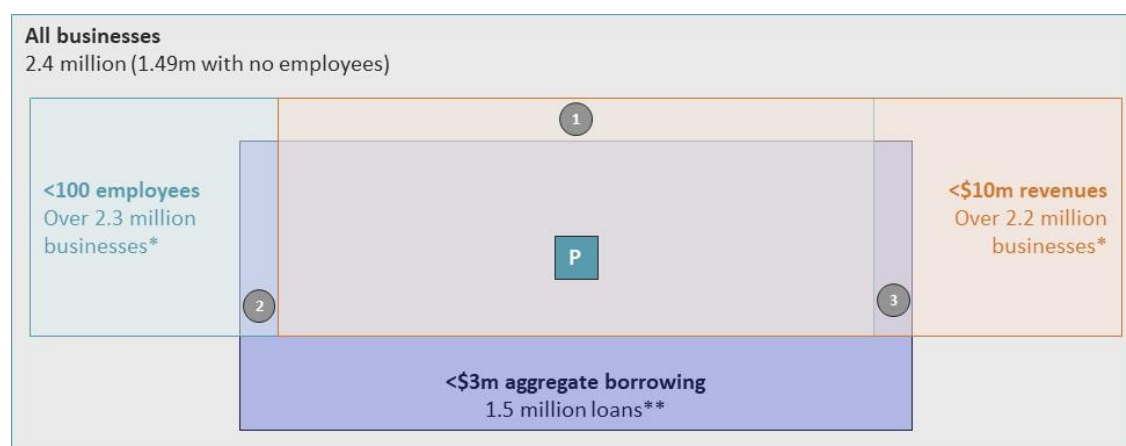 All businesses
2.4 million (1.49m with no employees)
1
<100 employees
Over 2.3 million
businesses*
<$10m revenues
Over 2.2 million
businesses*
P
2
3
<$3m aggregate borrowing
1.5 million loans**